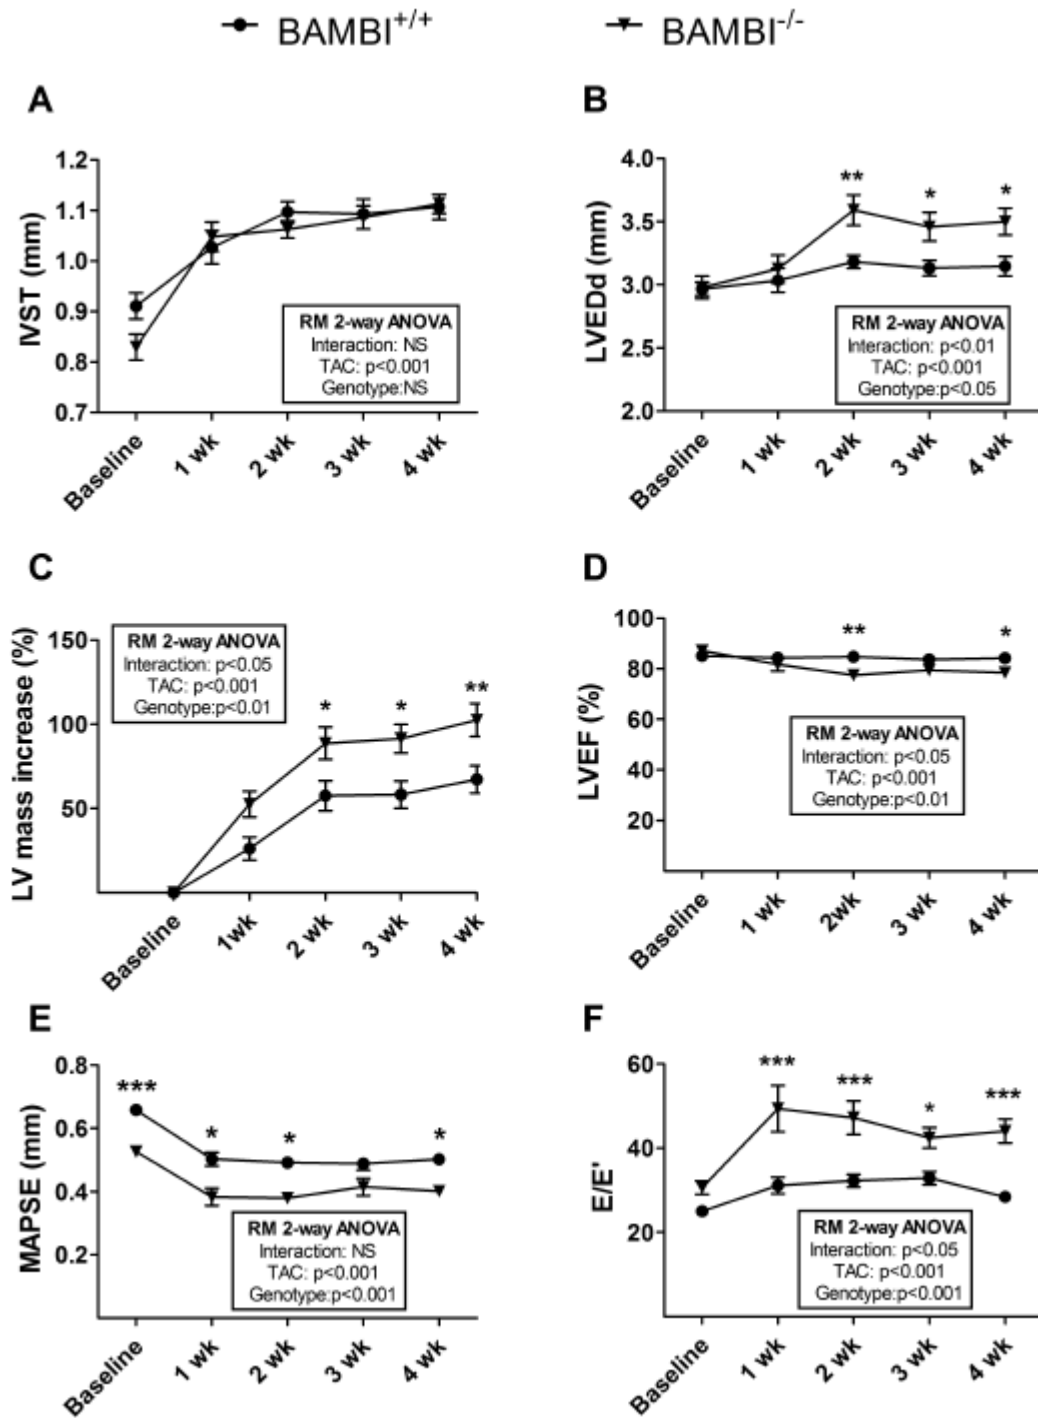 BAMBI+/+ BAMBI-/-
A
IVST (mm)
1.2
1.1
1.0
0.9
0.8
0.7
RM 2-way ANOVA
Interaction: NS
TAC: p<0.001
Genotype:NS
Baseline 1 wk 2 wk 3 wk 4 wk
B
LVEDd (mm)
4.0
3.5
3.0
2.5
2.0
** * *
RM 2-way ANOVA
Interaction: p<0.01
TAC: p<0.001
Genotype:p<0.05
Baseline 1 wk 2 wk 3 wk 4 wk
C
LV mass increase (%)
150
100
50
RM 2-way ANOVA
Interaction: p<0.05
TAC: p<0.001
Genotype:p<0.01
* * **
Baseline 1wk 2 wk 3 wk 4 wk
D
LVEF (%)
100
80
60
40
20
** *
RM 2-way ANOVA
Interaction: p<0.05
TAC: p<0.001
Genotype:p<0.01
Baseline 1 wk 2wk 3 wk 4 wk
E
MAPSE (mm)
0.8
0.6
0.4
0.2
*** * * *
RM 2-way ANOVA
Interaction: NS
TAC: p<0.001
Genotype:p<0.001
Baseline 1 wk 2 wk 3 wk 4 wk
F
E/E'
60
40
20
*** *** * ***
RM 2-way ANOVA
Interaction: p<0.05
TAC: p<0.001
Genotype:p<0.001
Baseline 1 wk 2 wk 3 wk 4 wk